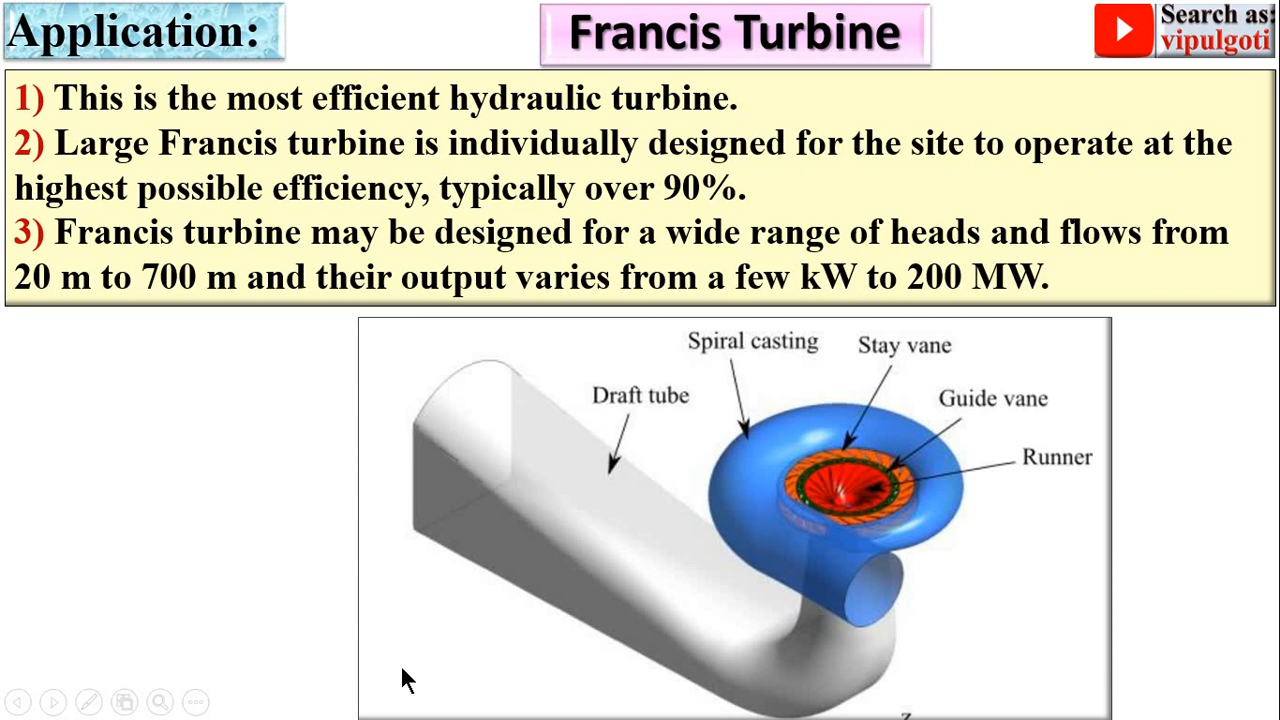 Application:
Francis Turbine
Search as:
vipulgoti
1) This is the most efficient hydraulic turbine.
2) Large Francis turbine is individually designed for the site to operate at the
highest possible efficiency, typically over 90%.
3) Francis turbine may be designed for a wide range of heads and flows from
20 m to 700 m and their output varies from a few kW to 200 MW.
Spiral casting
Stay vane
Draft tube
Guide vane
Runner
z